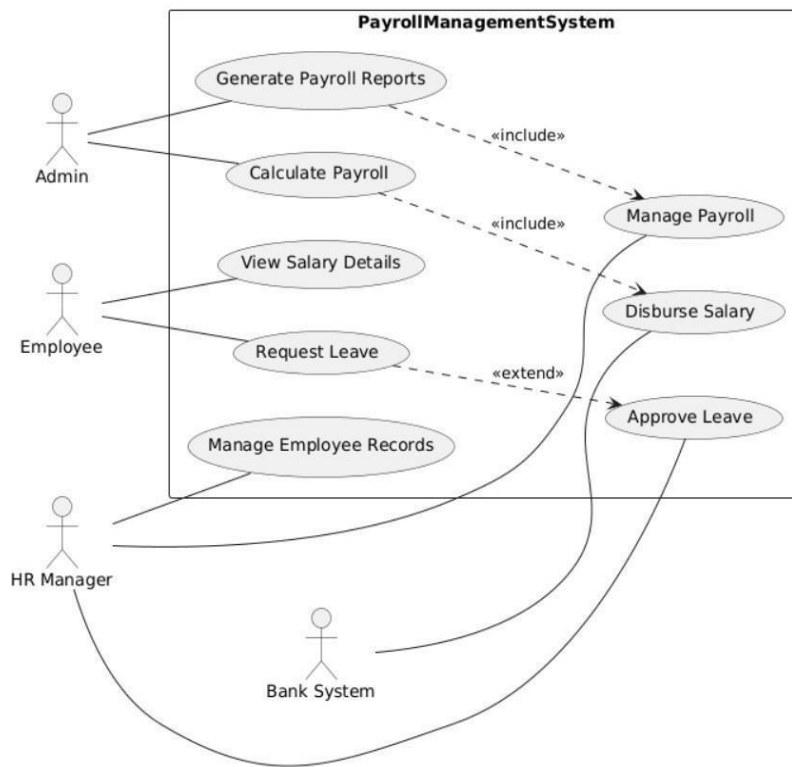 PayrollManagementSystem
Generate Payroll Reports
«include»
Admin
Calculate Payroll
Manage Payroll
«include»
View Salary Details
Employee
Disburse Salary
Request Leave
«extend»
Approve Leave
Manage Employee Records
HR Manager
Bank System